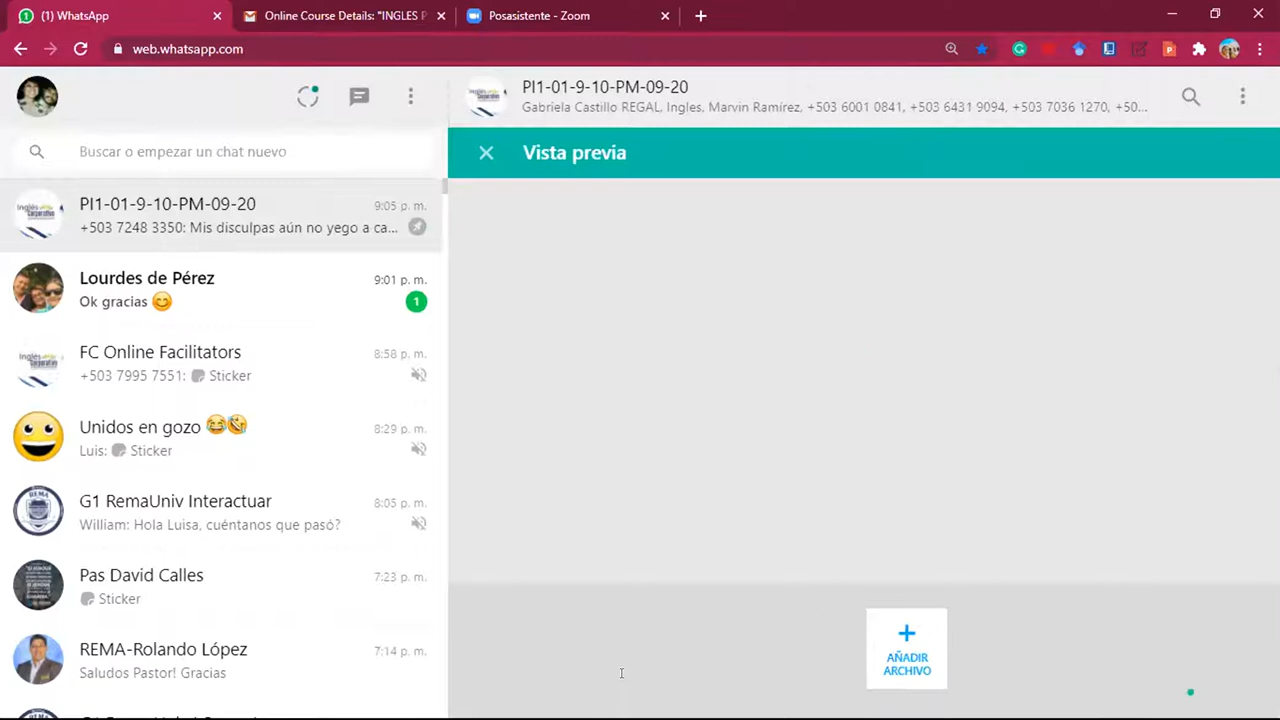 (1) WhatsApp
Online Course Details: "INGLES P
Posasistente - Zoom
web.whatsapp.com
PI1-01-9-10-PM-09-20
Gabriela Castillo REGAL, Ingles, Marvin Ramírez, +503 6001 0841, +503 6431 9094, +503 7036 1270, +50...
Buscar o empezar un chat nuevo
Vista previa
PI1-01-9-10-PM-09-20
9:05 p. m.
+503 7248 3350: Mis disculpas aún no yego a ca...
Lourdes de Pérez
9:01 p. m.
Ok gracias 😊
1
FC Online Facilitators
8:58 p. m.
+503 7995 7551: Sticker
Unidos en gozo 😂🤣
8:29 p. m.
Luis: Sticker
G1 RemaUniv Interactuar
8:05 p. m.
William: Hola Luisa, cuéntanos que pasó?
Pas David Calles
7:23 p. m.
Sticker
REMA-Rolando López
7:14 p. m.
Saludos Pastor! Gracias
+
AÑADIR
ARCHIVO